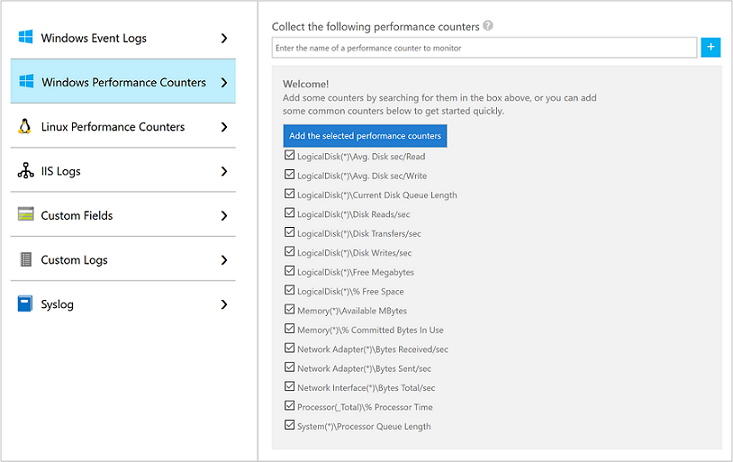 Windows Event Logs
Windows Performance Counters
Linux Performance Counters
IIS Logs
Custom Fields
Custom Logs
Syslog
Collect the following performance counters ?
Enter the name of a performance counter to monitor
+
Welcome!
Add some counters by searching for them in the box above, or you can add
some common counters below to get started quickly.
Add the selected performance counters
LogicalDisk(*)\Avg. Disk sec/Read
LogicalDisk(*)\Avg. Disk sec/Write
LogicalDisk(*)\Current Disk Queue Length
LogicalDisk(*)\Disk Reads/sec
LogicalDisk(*)\Disk Transfers/sec
LogicalDisk(*)\Disk Writes/sec
LogicalDisk(*)\Free Megabytes
LogicalDisk(*)\% Free Space
Memory(*)\Available MBytes
Memory(*)\% Committed Bytes In Use
Network Adapter(*)\Bytes Received/sec
Network Adapter(*)\Bytes Sent/sec
Network Interface(*)\Bytes Total/sec
Processor(_Total)\% Processor Time
System(*)\Processor Queue Length